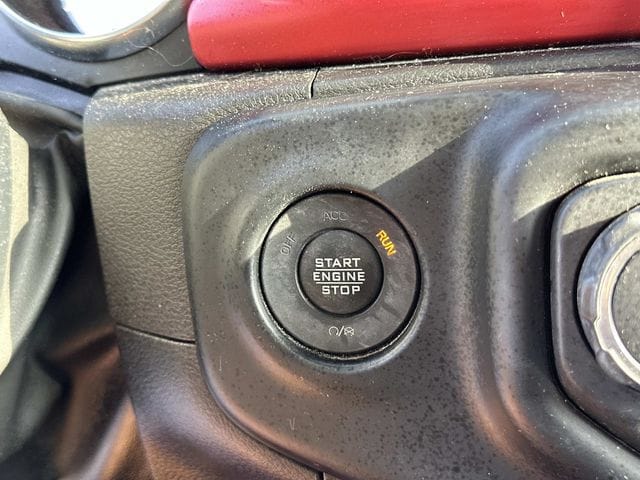 ACC
OFF
RUN
START
ENGINE
STOP